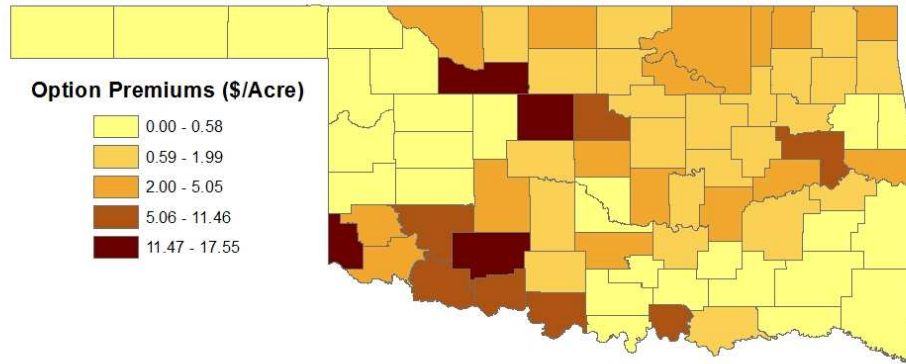 Option Premiums ($/Acre)
0.00 - 0.58
0.59 - 1.99
2.00 - 5.05
5.06 - 11.46
11.47 - 17.55